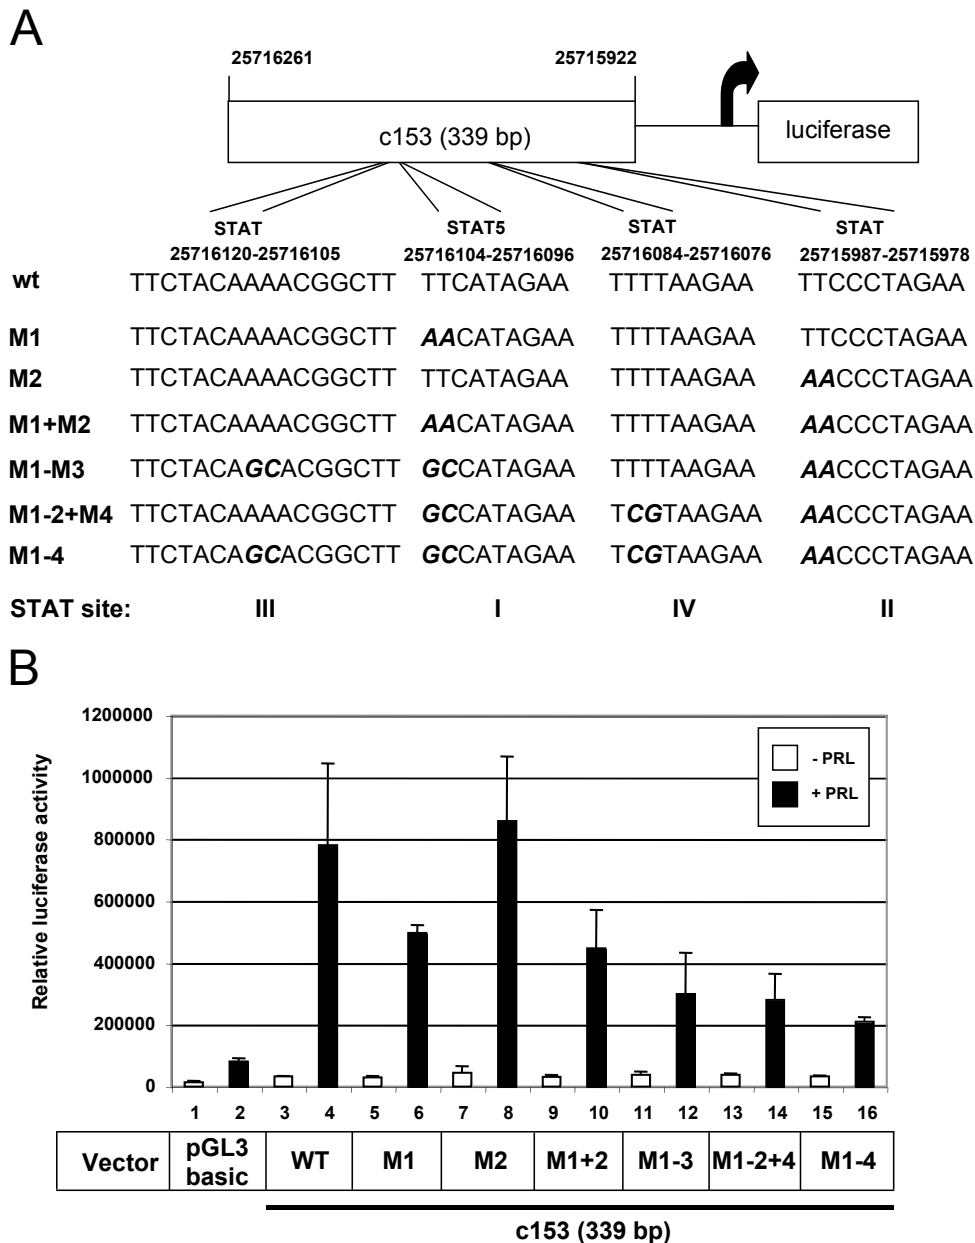 A
25716261 25715922
c153 (339 bp) luciferase
STAT STAT5 STAT STAT
25716120-25716105 25716104-25716096 25716084-25716076 25715987-25715978
wt TTCTACAAAACGGCTT TTCATAGAA TTTTAAGAA TTCCCTAGAA
M1 TTCTACAAAACGGCTT AACATAGAA TTTTAAGAA TTCCCTAGAA
M2 TTCTACAAAACGGCTT TTCATAGAA TTTTAAGAA AACCCTAGAA
M1+M2 TTCTACAAAACGGCTT AACATAGAA TTTTAAGAA AACCCTAGAA
M1-M3 TTCTACAGCACGGCTT GCCATAGAA TTTTAAGAA AACCCTAGAA
M1-2+M4 TTCTACAAAACGGCTT GCCATAGAA TCGTAAGAA AACCCTAGAA
M1-4 TTCTACAGCACGGCTT GCCATAGAA TCGTAAGAA AACCCTAGAA
STAT site: III I IV II
B
Relative luciferase activity
1200000
1000000
800000
600000
400000
200000
0
- PRL
+ PRL
1 2 3 4 5 6 7 8 9 10 11 12 13 14 15 16
Vector pGL3 basic WT M1 M2 M1+2 M1-3 M1-2+4 M1-4
c153 (339 bp)